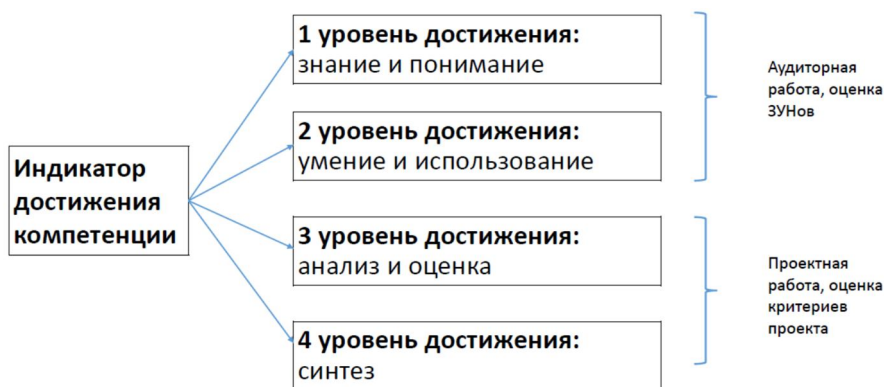 Индикатор
достижения
компетенции
1 уровень достижения:
знание и понимание
2 уровень достижения:
умение и использование
3 уровень достижения:
анализ и оценка
4 уровень достижения:
синтез
Аудиторная
работа, оценка
ЗУНов
Проектная
работа, оценка
критериев
проекта